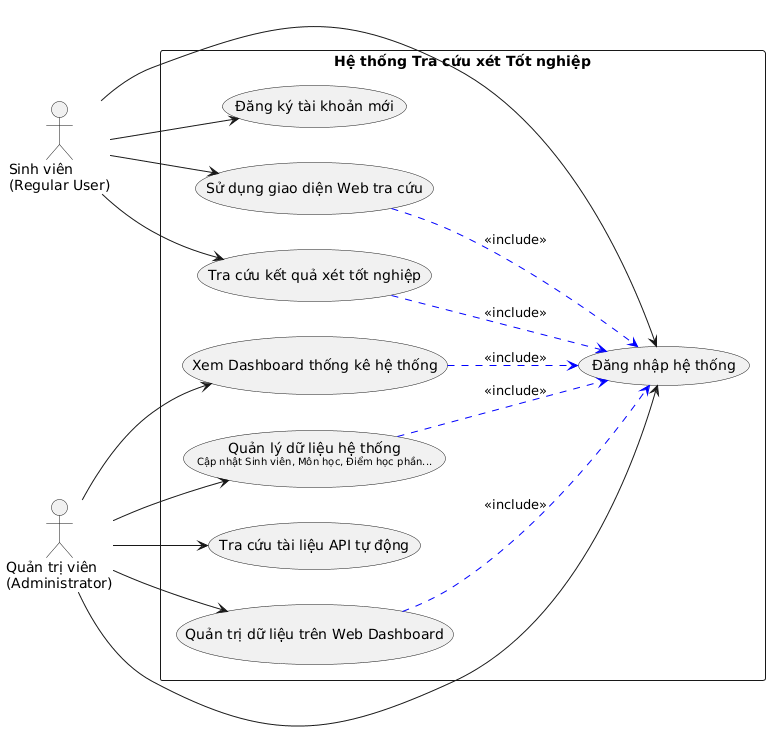 Hệ thống Tra cứu xét Tốt nghiệp
Đăng ký tài khoản mới
Sinh viên
(Regular User)
Sử dụng giao diện Web tra cứu
«include»
Tra cứu kết quả xét tốt nghiệp
«include»
Xem Dashboard thống kê hệ thống
«include»
Đăng nhập hệ thống
«include»
Quản lý dữ liệu hệ thống
Cập nhật Sinh viên, Môn học, Điểm học phần...
«include»
Tra cứu tài liệu API tự động
Quản trị viên
(Administrator)
Quản trị dữ liệu trên Web Dashboard